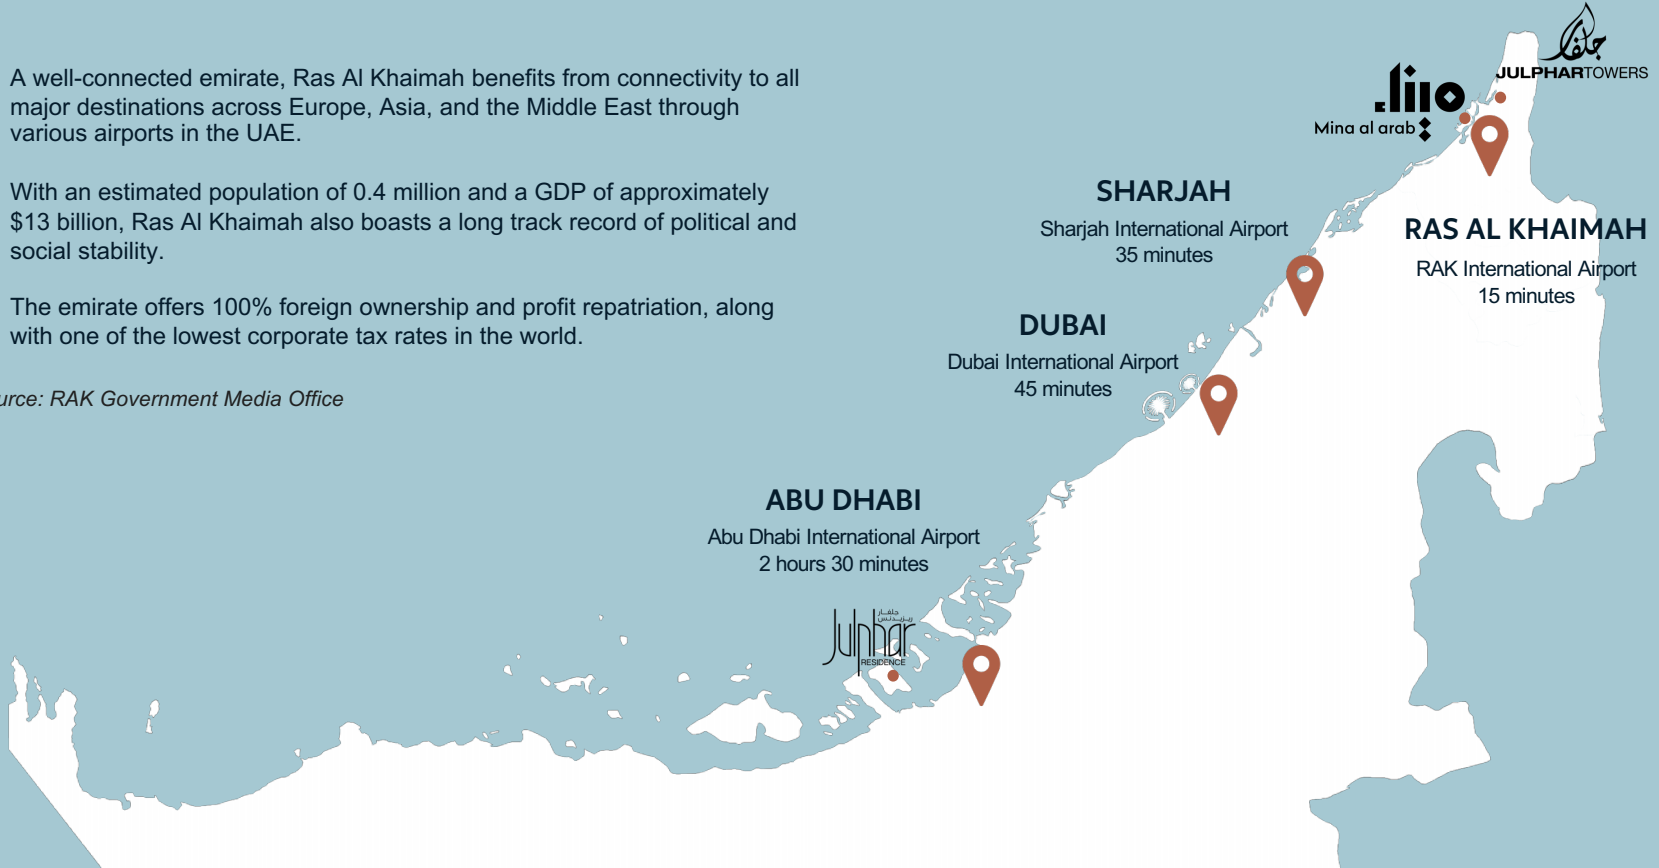 A well-connected emirate, Ras Al Khaimah benefits from connectivity to all
major destinations across Europe, Asia, and the Middle East through
various airports in the UAE.
With an estimated population of 0.4 million and a GDP of approximately
$13 billion, Ras Al Khaimah also boasts a long track record of political and
social stability.
The emirate offers 100% foreign ownership and profit repatriation, along
with one of the lowest corporate tax rates in the world.
urce: RAK Government Media Office
جلفار
JULPHARTOWERS
ميناء
Mina al arab
SHARJAH
Sharjah International Airport
35 minutes
RAS AL KHAIMAH
RAK International Airport
15 minutes
DUBAI
Dubai International Airport
45 minutes
ABU DHABI
Abu Dhabi International Airport
2 hours 30 minutes
جلفار
ريزيدنس
Julphar
RESIDENCE